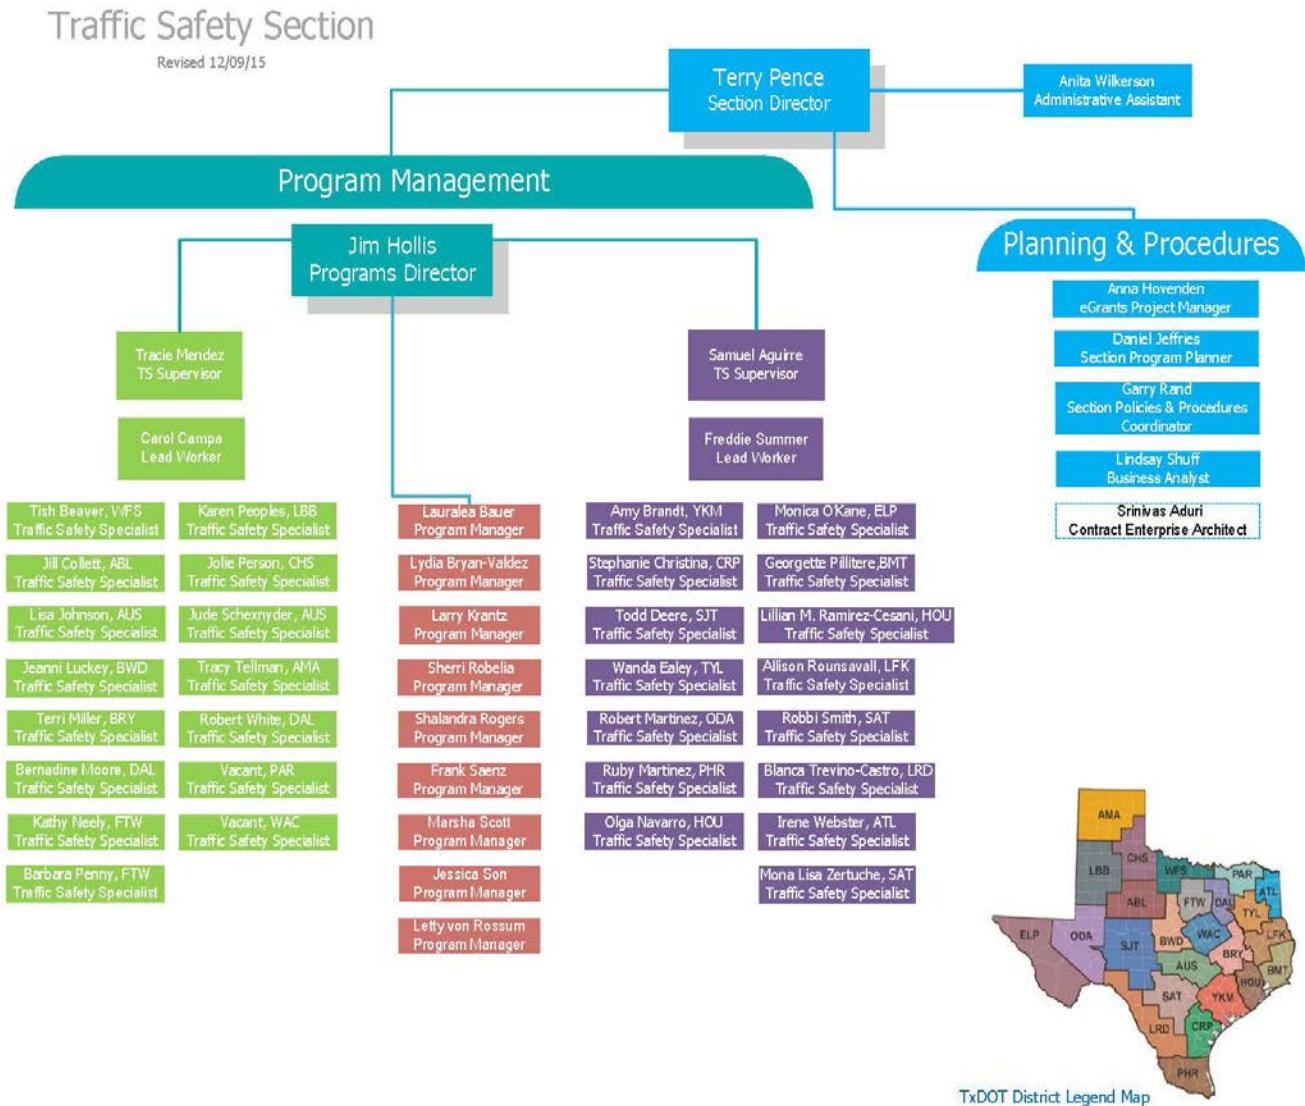 Traffic Safety Section
Revised 12/09/15
Terry Pence
Section Director
Anita Wilkerson
Administrative Assistant
Program Management
Jim Hollis
Programs Director
Planning & Procedures
Anna Hovenden
eGrants Project Manager
Daniel Jeffries
Section Program Planner
Garry Rand
Section Policies & Procedures
Coordinator
Lindsay Shuff
Business Analyst
Srinivas Aduri
Contract Enterprise Architect
Tracie Mendez
TS Supervisor
Carol Campa
Lead Worker
Samuel Aguirre
TS Supervisor
Freddie Summer
Lead Worker
Tish Beaver, WFS
Traffic Safety Specialist
Jill Collett, ABL
Traffic Safety Specialist
Lisa Johnson, AUS
Traffic Safety Specialist
Jeanni Luckey, BWD
Traffic Safety Specialist
Terri Miller, BRY
Traffic Safety Specialist
Bernadine Moore, DAL
Traffic Safety Specialist
Kathy Neely, FTW
Traffic Safety Specialist
Barbara Penny, FTW
Traffic Safety Specialist
Karen Peoples, LBB
Traffic Safety Specialist
Jolie Person, CHS
Traffic Safety Specialist
Jude Schexnyder, AUS
Traffic Safety Specialist
Tracy Tellman, AMA
Traffic Safety Specialist
Robert White, DAL
Traffic Safety Specialist
Vacant, PAR
Traffic Safety Specialist
Vacant, WAC
Traffic Safety Specialist
Lauralea Bauer
Program Manager
Lydia Bryan-Valdez
Program Manager
Larry Krantz
Program Manager
Sherri Robelia
Program Manager
Shalandra Rogers
Program Manager
Frank Saenz
Program Manager
Marsha Scott
Program Manager
Jessica Son
Program Manager
Letty von Rossum
Program Manager
Amy Brandt, YKM
Traffic Safety Specialist
Stephanie Christina, CRP
Traffic Safety Specialist
Todd Deere, SJT
Traffic Safety Specialist
Wanda Ealey, TYL
Traffic Safety Specialist
Robert Martinez, ODA
Traffic Safety Specialist
Ruby Martinez, PHR
Traffic Safety Specialist
Olga Navarro, HOU
Traffic Safety Specialist
Monica O'Kane, ELP
Traffic Safety Specialist
Georgette Pillitere,BMT
Traffic Safety Specialist
Lillian M. Ramirez-Cesani, HOU
Traffic Safety Specialist
Allison Rounsavall, LFK
Traffic Safety Specialist
Robbi Smith, SAT
Traffic Safety Specialist
Blanca Trevino-Castro, LRD
Traffic Safety Specialist
Irene Webster, ATL
Traffic Safety Specialist
Mona Lisa Zertuche, SAT
Traffic Safety Specialist
AMA
CHS
LBB
WFS
PAR
ATL
ABL
FTW
DAL
TYL
ELP
ODA
SJT
BWD
WAC
LFK
BRY
AUS
BMT
HOU
SAT
YKM
LRD
CRP
PHR
TxDOT District Legend Map